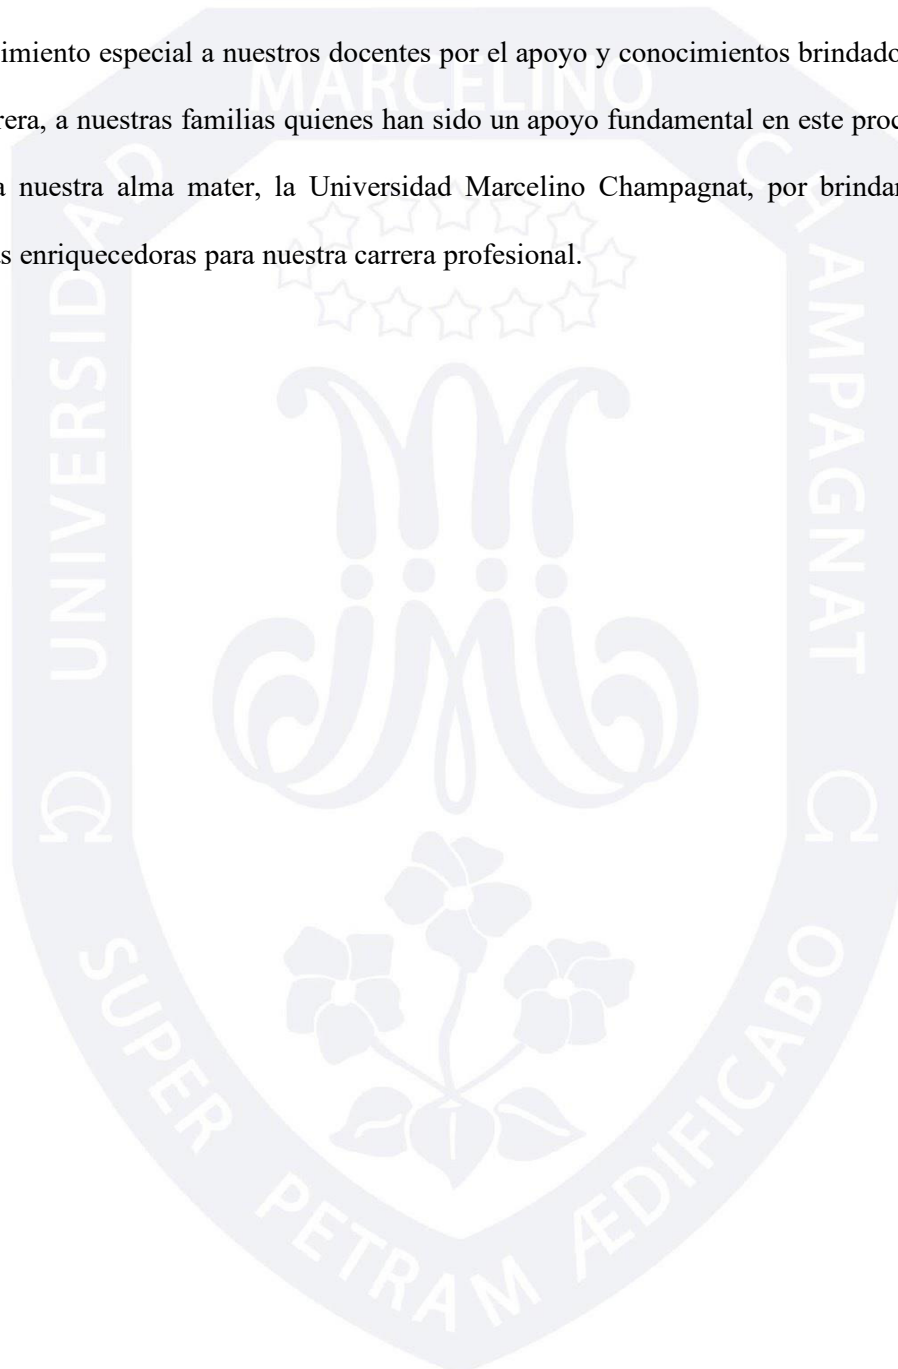 imiento especial a nuestros docentes por el apoyo y conocimientos brindado
rera, a nuestras familias quienes han sido un apoyo fundamental en este proc
a nuestra alma mater, la Universidad Marcelino Champagnat, por brindar
s enriquecedoras para nuestra carrera profesional.
MARCELINO
UNIVERSIDAD
CHAMPAGNAT
SUPER PETRAM ÆDIFICABO